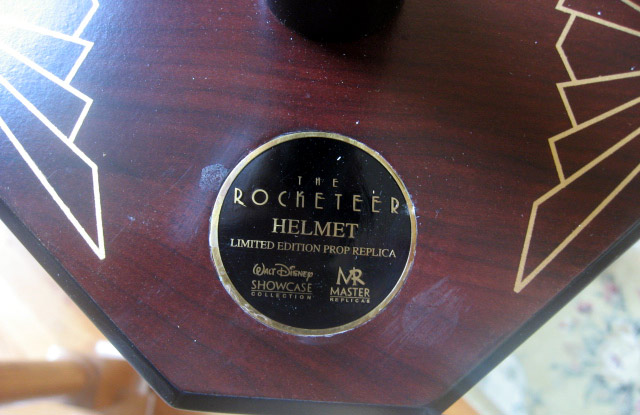 THE
ROCKETEER
HELMET
LIMITED EDITION PROP REPLICA
Walt Disney
SHOWCASE
COLLECTION
MR
MASTER
REPLICAS